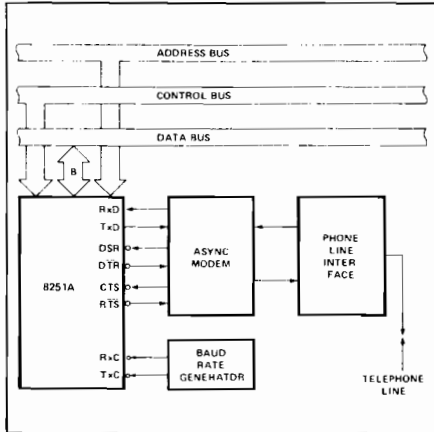 ADDRESS BUS
CONTROL BUS
DATA BUS
8
8251A
RxD
TxD
DSR
DTR
CTS
RTS
RxC
TxC
ASYNC
MODEM
PHONE
LINE
INTER
FACE
BAUD
RATE
GENERATOR
TELEPHONE
LINE